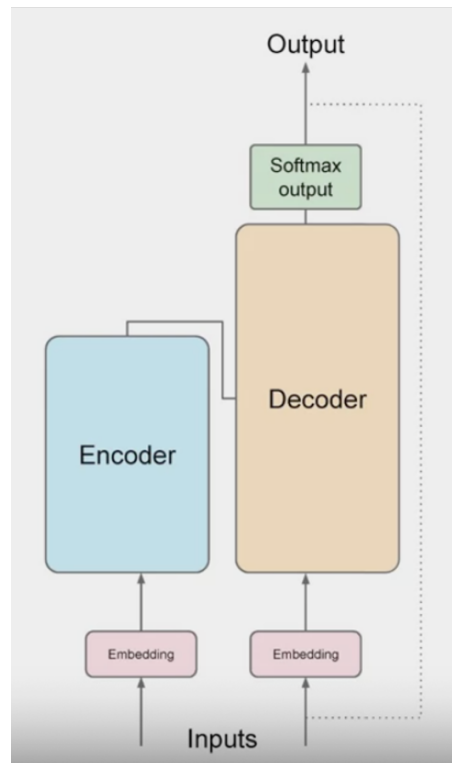 Output
Softmax
output
Decoder
Encoder
Embedding
Embedding
Inputs